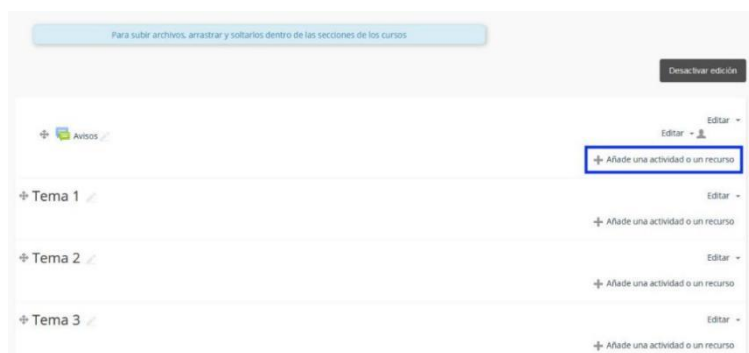 Para subir archivos, arrastrar y soltarlos dentro de las secciones de los cursos
Desactivar edición
Editar
Avisos
Editar
Añade una actividad o un recurso
Tema 1
Editar
Añade una actividad o un recurso
Tema 2
Editar
Añade una actividad o un recurso
Tema 3
Editar
Añade una actividad o un recurso